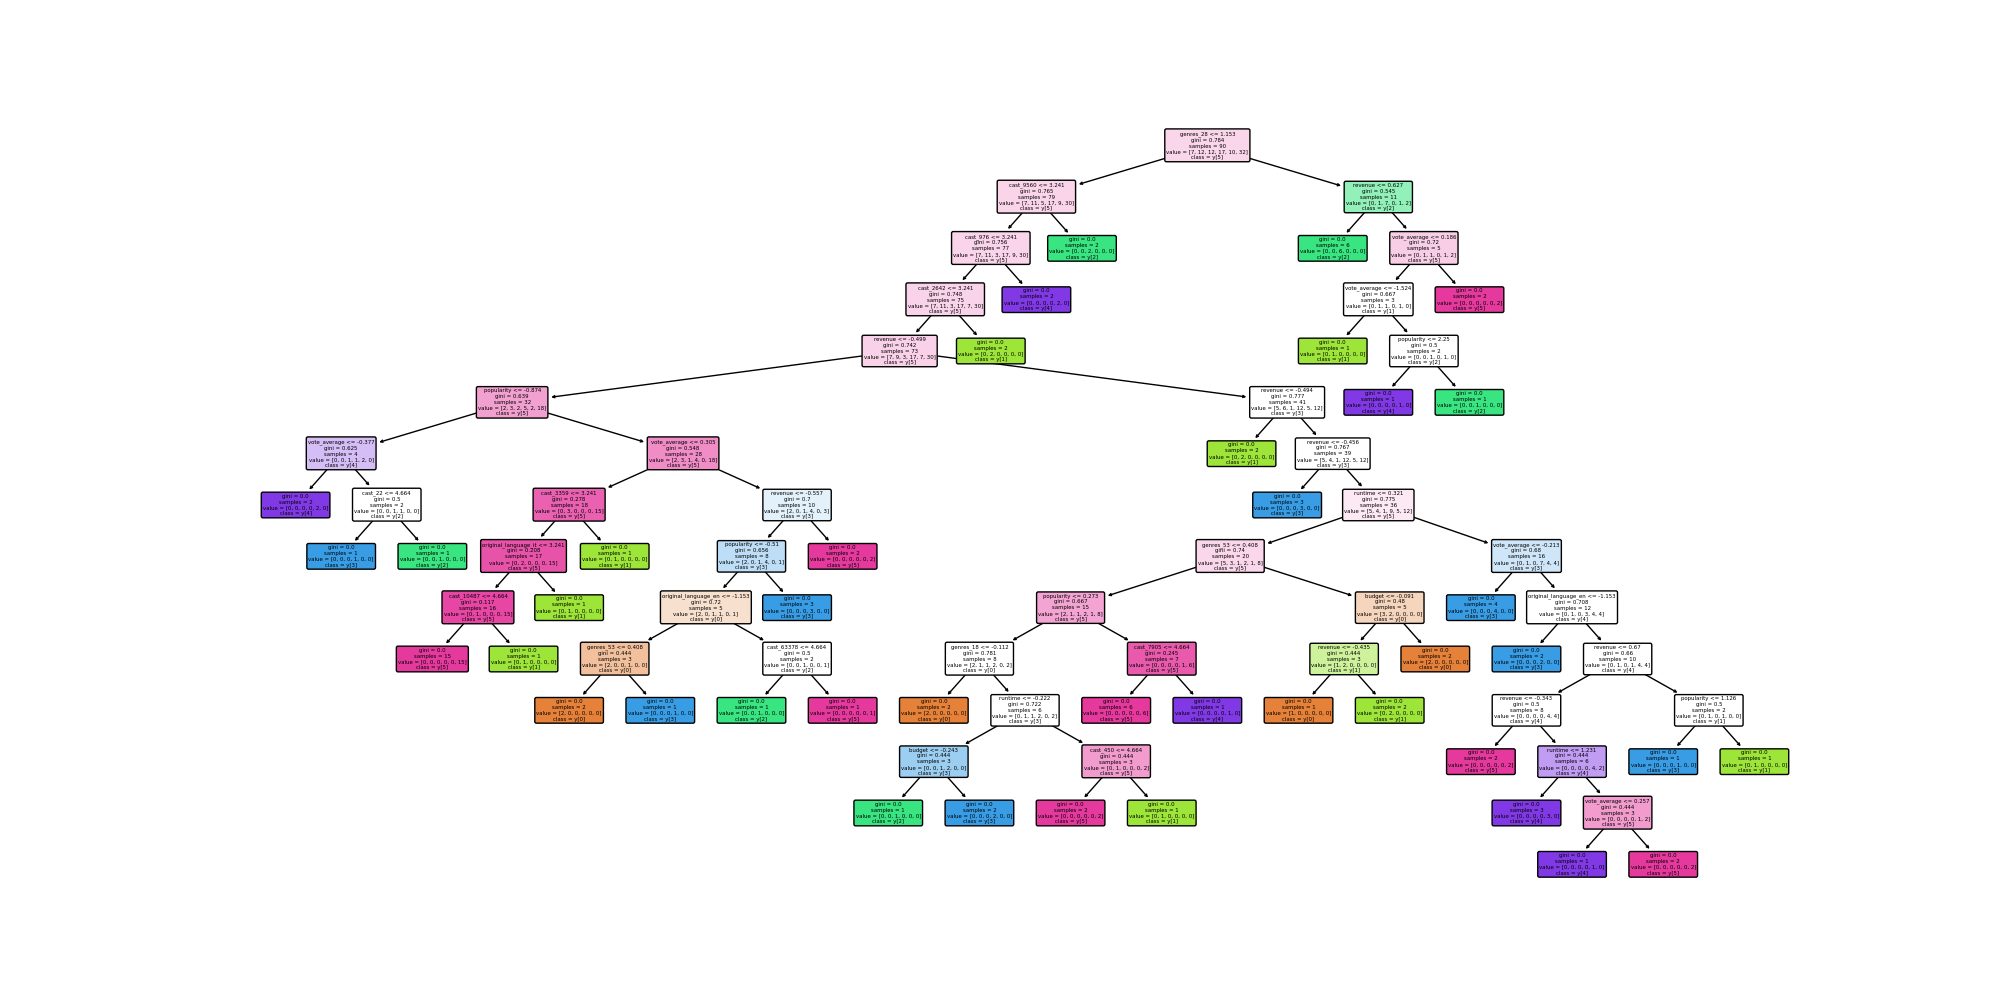 genres_28 <= 1.153
gini = 0.784
samples = 90
value = [7, 12, 12, 17, 10, 32]
class = y[5]
cast_9560 <= 3.241
gini = 0.765
samples = 79
value = [7, 11, 5, 17, 9, 30]
class = y[5]
revenue <= 0.627
gini = 0.545
samples = 11
value = [0, 1, 7, 0, 1, 2]
class = y[2]
cast_976 <= 3.241
gini = 0.756
samples = 77
value = [7, 11, 3, 17, 9, 30]
class = y[5]
gini = 0.0
samples = 2
value = [0, 0, 2, 0, 0, 0]
class = y[2]
gini = 0.0
samples = 6
value = [0, 0, 6, 0, 0, 0]
class = y[2]
vote_average <= 0.186
gini = 0.72
samples = 5
value = [0, 1, 1, 0, 1, 2]
class = y[5]
cast_2642 <= 3.241
gini = 0.748
samples = 75
value = [7, 11, 3, 17, 7, 30]
class = y[5]
gini = 0.0
samples = 2
value = [0, 0, 0, 0, 2, 0]
class = y[4]
vote_average <= -1.524
gini = 0.667
samples = 3
value = [0, 1, 1, 0, 1, 0]
class = y[1]
gini = 0.0
samples = 2
value = [0, 0, 0, 0, 0, 2]
class = y[5]
revenue <= -0.499
gini = 0.742
samples = 73
value = [7, 9, 3, 17, 7, 30]
class = y[5]
gini = 0.0
samples = 2
value = [0, 2, 0, 0, 0, 0]
class = y[1]
gini = 0.0
samples = 1
value = [0, 1, 0, 0, 0, 0]
class = y[1]
popularity <= 2.25
gini = 0.5
samples = 2
value = [0, 0, 1, 0, 1, 0]
class = y[2]
popularity <= -0.874
gini = 0.639
samples = 32
value = [2, 3, 2, 5, 2, 18]
class = y[5]
revenue <= -0.494
gini = 0.777
samples = 41
value = [5, 6, 1, 12, 5, 12]
class = y[3]
gini = 0.0
samples = 1
value = [0, 0, 0, 0, 1, 0]
class = y[4]
gini = 0.0
samples = 1
value = [0, 0, 1, 0, 0, 0]
class = y[2]
vote_average <= -0.377
gini = 0.625
samples = 4
value = [0, 0, 1, 1, 2, 0]
class = y[4]
vote_average <= 0.305
gini = 0.548
samples = 28
value = [2, 3, 1, 4, 0, 18]
class = y[5]
gini = 0.0
samples = 2
value = [0, 2, 0, 0, 0, 0]
class = y[1]
revenue <= -0.456
gini = 0.767
samples = 39
value = [5, 4, 1, 12, 5, 12]
class = y[3]
gini = 0.0
samples = 2
value = [0, 0, 0, 0, 2, 0]
class = y[4]
cast_22 <= 4.664
gini = 0.5
samples = 2
value = [0, 0, 1, 1, 0, 0]
class = y[2]
cast_3359 <= 3.241
gini = 0.278
samples = 18
value = [0, 3, 0, 0, 0, 15]
class = y[5]
revenue <= -0.557
gini = 0.7
samples = 10
value = [2, 0, 1, 4, 0, 3]
class = y[3]
gini = 0.0
samples = 3
value = [0, 0, 0, 3, 0, 0]
class = y[3]
runtime <= 0.321
gini = 0.775
samples = 36
value = [5, 4, 1, 9, 5, 12]
class = y[5]
gini = 0.0
samples = 1
value = [0, 0, 0, 1, 0, 0]
class = y[3]
gini = 0.0
samples = 1
value = [0, 0, 1, 0, 0, 0]
class = y[2]
original_language_it <= 3.241
gini = 0.208
samples = 17
value = [0, 2, 0, 0, 0, 15]
class = y[5]
gini = 0.0
samples = 1
value = [0, 1, 0, 0, 0, 0]
class = y[1]
popularity <= -0.51
gini = 0.656
samples = 8
value = [2, 0, 1, 4, 0, 1]
class = y[3]
gini = 0.0
samples = 2
value = [0, 0, 0, 0, 0, 2]
class = y[5]
genres_53 <= 0.408
gini = 0.74
samples = 20
value = [5, 3, 1, 2, 1, 8]
class = y[5]
vote_average <= -0.213
gini = 0.68
samples = 16
value = [0, 1, 0, 7, 4, 4]
class = y[3]
cast_10487 <= 4.664
gini = 0.117
samples = 16
value = [0, 1, 0, 0, 0, 15]
class = y[5]
gini = 0.0
samples = 1
value = [0, 1, 0, 0, 0, 0]
class = y[1]
original_language_en <= -1.153
gini = 0.72
samples = 5
value = [2, 0, 1, 1, 0, 1]
class = y[0]
gini = 0.0
samples = 3
value = [0, 0, 0, 3, 0, 0]
class = y[3]
popularity <= 0.273
gini = 0.667
samples = 15
value = [2, 1, 1, 2, 1, 8]
class = y[5]
budget <= -0.091
gini = 0.48
samples = 5
value = [3, 2, 0, 0, 0, 0]
class = y[0]
gini = 0.0
samples = 4
value = [0, 0, 0, 4, 0, 0]
class = y[3]
original_language_en <= -1.153
gini = 0.708
samples = 12
value = [0, 1, 0, 3, 4, 4]
class = y[4]
gini = 0.0
samples = 15
value = [0, 0, 0, 0, 0, 15]
class = y[5]
gini = 0.0
samples = 1
value = [0, 1, 0, 0, 0, 0]
class = y[1]
genres_53 <= 0.408
gini = 0.444
samples = 3
value = [2, 0, 0, 1, 0, 0]
class = y[0]
cast_63378 <= 4.664
gini = 0.5
samples = 2
value = [0, 0, 1, 0, 0, 1]
class = y[2]
genres_18 <= -0.112
gini = 0.781
samples = 8
value = [2, 1, 1, 2, 0, 2]
class = y[0]
cast_7905 <= 4.664
gini = 0.245
samples = 7
value = [0, 0, 0, 0, 1, 6]
class = y[5]
revenue <= -0.435
gini = 0.444
samples = 3
value = [1, 2, 0, 0, 0, 0]
class = y[1]
gini = 0.0
samples = 2
value = [2, 0, 0, 0, 0, 0]
class = y[0]
gini = 0.0
samples = 2
value = [0, 0, 0, 2, 0, 0]
class = y[3]
revenue <= 0.67
gini = 0.66
samples = 10
value = [0, 1, 0, 1, 4, 4]
class = y[4]
gini = 0.0
samples = 2
value = [2, 0, 0, 0, 0, 0]
class = y[0]
gini = 0.0
samples = 1
value = [0, 0, 0, 1, 0, 0]
class = y[3]
gini = 0.0
samples = 1
value = [0, 0, 1, 0, 0, 0]
class = y[2]
gini = 0.0
samples = 1
value = [0, 0, 0, 0, 0, 1]
class = y[5]
gini = 0.0
samples = 2
value = [2, 0, 0, 0, 0, 0]
class = y[0]
runtime <= -0.222
gini = 0.722
samples = 6
value = [0, 1, 1, 2, 0, 2]
class = y[3]
gini = 0.0
samples = 6
value = [0, 0, 0, 0, 0, 6]
class = y[5]
gini = 0.0
samples = 1
value = [0, 0, 0, 0, 1, 0]
class = y[4]
gini = 0.0
samples = 1
value = [1, 0, 0, 0, 0, 0]
class = y[0]
gini = 0.0
samples = 2
value = [0, 2, 0, 0, 0, 0]
class = y[1]
revenue <= -0.343
gini = 0.5
samples = 8
value = [0, 0, 0, 0, 4, 4]
class = y[4]
popularity <= 1.126
gini = 0.5
samples = 2
value = [0, 1, 0, 1, 0, 0]
class = y[1]
budget <= -0.243
gini = 0.444
samples = 3
value = [0, 0, 1, 2, 0, 0]
class = y[3]
cast_450 <= 4.664
gini = 0.444
samples = 3
value = [0, 1, 0, 0, 0, 2]
class = y[5]
gini = 0.0
samples = 2
value = [0, 0, 0, 0, 0, 2]
class = y[5]
runtime <= 1.231
gini = 0.444
samples = 6
value = [0, 0, 0, 0, 4, 2]
class = y[4]
gini = 0.0
samples = 1
value = [0, 0, 0, 1, 0, 0]
class = y[3]
gini = 0.0
samples = 1
value = [0, 1, 0, 0, 0, 0]
class = y[1]
gini = 0.0
samples = 1
value = [0, 0, 1, 0, 0, 0]
class = y[2]
gini = 0.0
samples = 2
value = [0, 0, 0, 2, 0, 0]
class = y[3]
gini = 0.0
samples = 2
value = [0, 0, 0, 0, 0, 2]
class = y[5]
gini = 0.0
samples = 1
value = [0, 1, 0, 0, 0, 0]
class = y[1]
gini = 0.0
samples = 3
value = [0, 0, 0, 0, 3, 0]
class = y[4]
vote_average <= 0.257
gini = 0.444
samples = 3
value = [0, 0, 0, 0, 1, 2]
class = y[5]
gini = 0.0
samples = 1
value = [0, 0, 0, 0, 1, 0]
class = y[4]
gini = 0.0
samples = 2
value = [0, 0, 0, 0, 0, 2]
class = y[5]